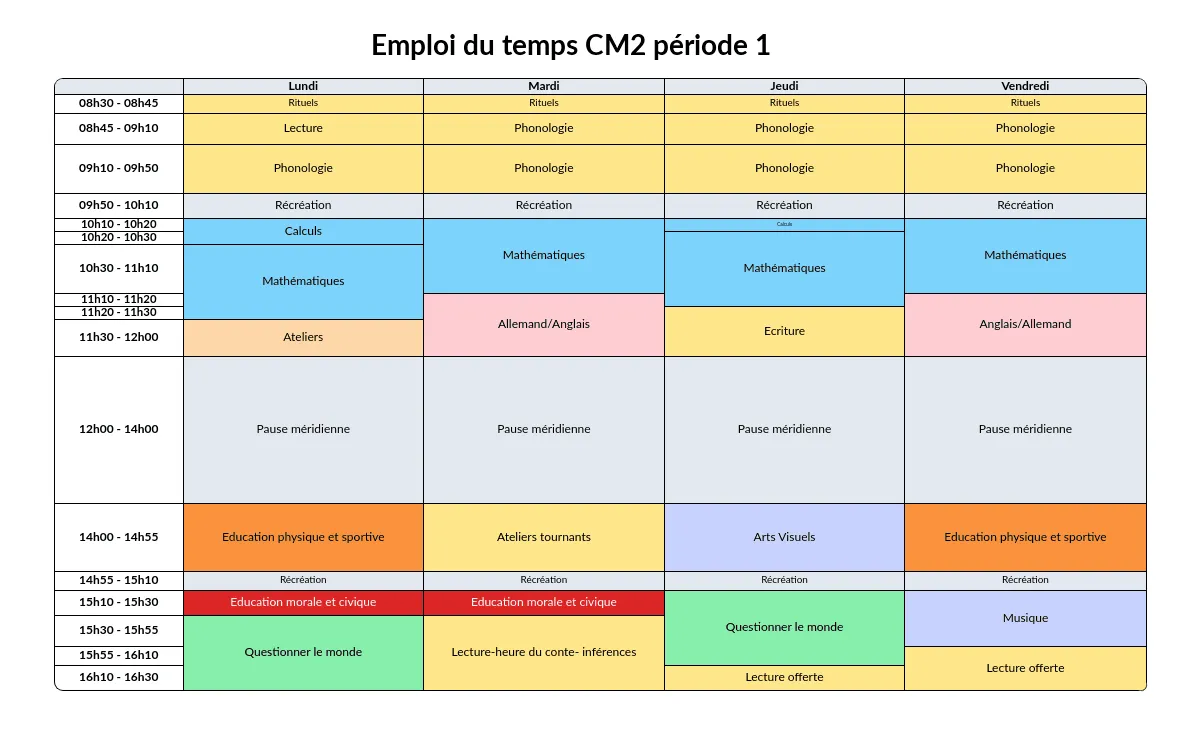 Emploi du temps CM2 période 1
Lundi Mardi Jeudi Vendredi
08h30 - 08h45 Rituels Rituels Rituels Rituels
08h45 - 09h10 Lecture Phonologie Phonologie Phonologie
09h10 - 09h50 Phonologie Phonologie Phonologie Phonologie
09h50 - 10h10 Récréation Récréation Récréation Récréation
10h10 - 10h20 Calculs
10h20 - 10h30 Calculs
Mathématiques Mathématiques
10h30 - 11h10 Mathématiques Mathématiques
11h10 - 11h20
11h20 - 11h30 Allemand/Anglais Ecriture Anglais/Allemand
11h30 - 12h00 Ateliers
12h00 - 14h00 Pause méridienne Pause méridienne Pause méridienne Pause méridienne
14h00 - 14h55 Education physique et sportive Ateliers tournants Arts Visuels Education physique et sportive
14h55 - 15h10 Récréation Récréation Récréation Récréation
15h10 - 15h30 Education morale et civique Education morale et civique Musique
15h30 - 15h55 Questionner le monde
15h55 - 16h10 Questionner le monde Lecture-heure du conte- inférences Lecture offerte
16h10 - 16h30 Lecture offerte